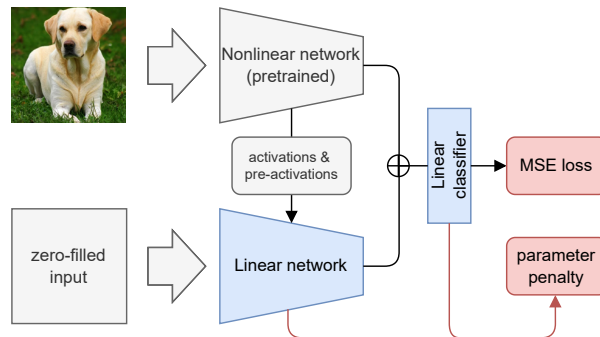 Nonlinear network
(pretrained)
activations &
pre-activations
Linear
classifier
MSE loss
zero-filled
input
Linear network
parameter
penalty